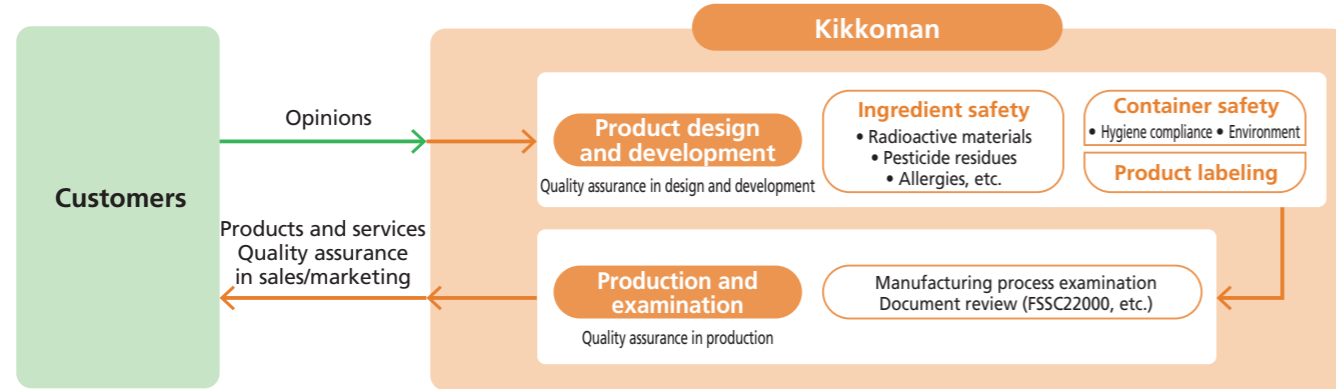 Kikkoman
Customers
Opinions
Product design
and development
Quality assurance in design and development
Ingredient safety
• Radioactive materials
• Pesticide residues
• Allergies, etc.
Container safety
• Hygiene compliance • Environment
Product labeling
Products and services
Quality assurance
in sales/marketing
Production and
examination
Quality assurance in production
Manufacturing process examination
Document review (FSSC22000, etc.)